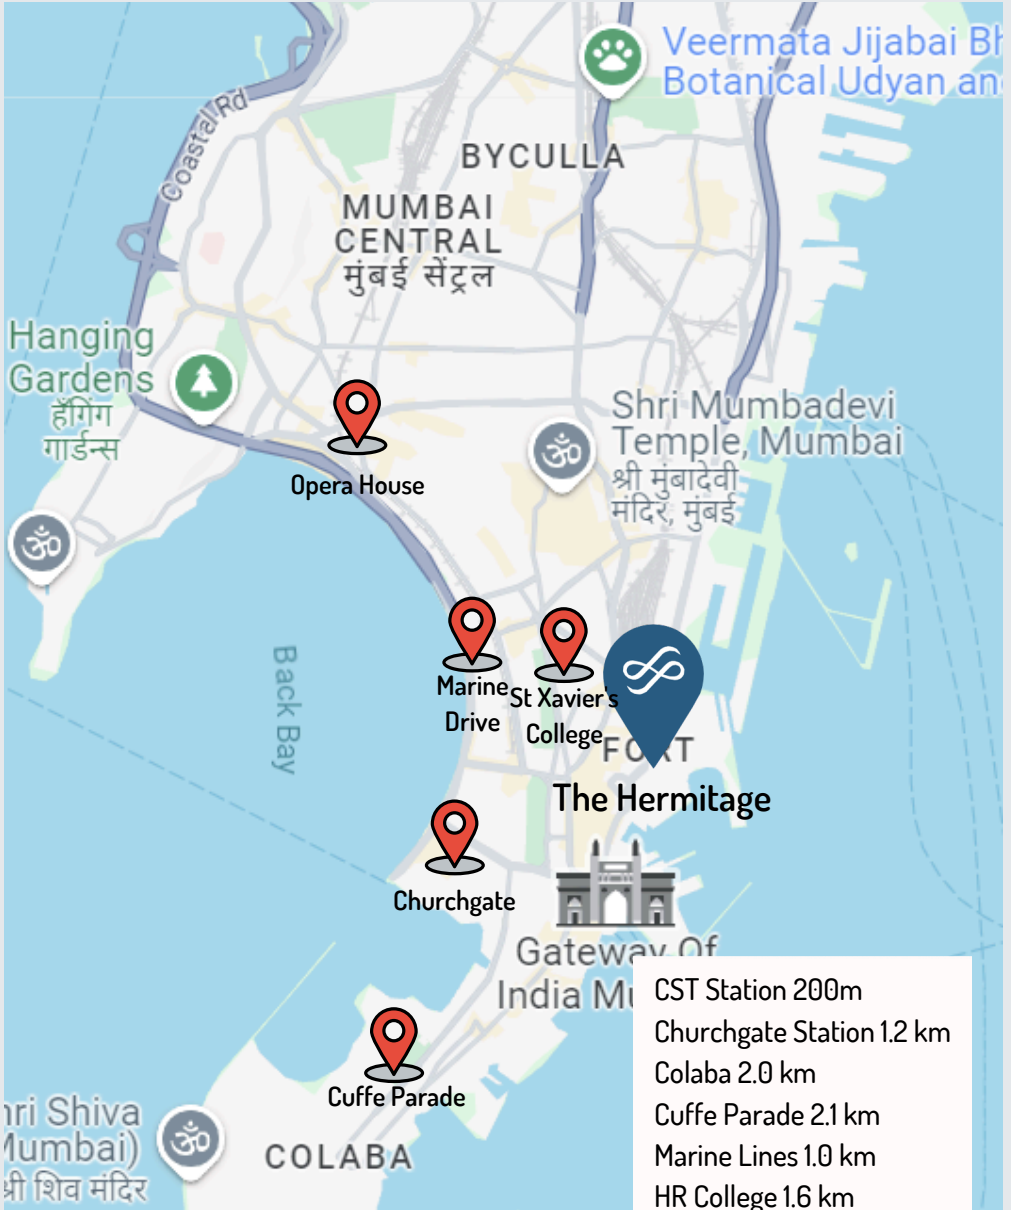 Veermata Jijabai Bh
Botanical Udyan an
Coastal Rd
BYCULLA
MUMBAI
CENTRAL
मुंबई सेंट्रल
Hanging
Gardens
हॅंगिंग
गार्डन्स
Shri Mumbadevi
Temple, Mumbai
श्री मुंबादेवी
मंदिर, मुंबई
Opera House
Back Bay
Marine
Drive
St Xavier's
College
FORT
The Hermitage
Churchgate
Gateway Of
India Mu
Cuffe Parade
hri Shiva
Mumbai)
श्री शिव मंदिर
COLABA
CST Station 200m
Churchgate Station 1.2 km
Colaba 2.0 km
Cuffe Parade 2.1 km
Marine Lines 1.0 km
HR College 1.6 km